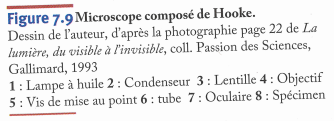 Figure 7.9 Microscope composé de Hooke.
Dessin de l'auteur, d'après la photographie page 22 de La
lumière, du visible à l'invisible, coll. Passion des Sciences,
Gallimard, 1993
1 : Lampe à huile 2 : Condenseur 3 : Lentille 4 : Objectif
5 : Vis de mise au point 6 : tube 7 : Oculaire 8 : Spécimen